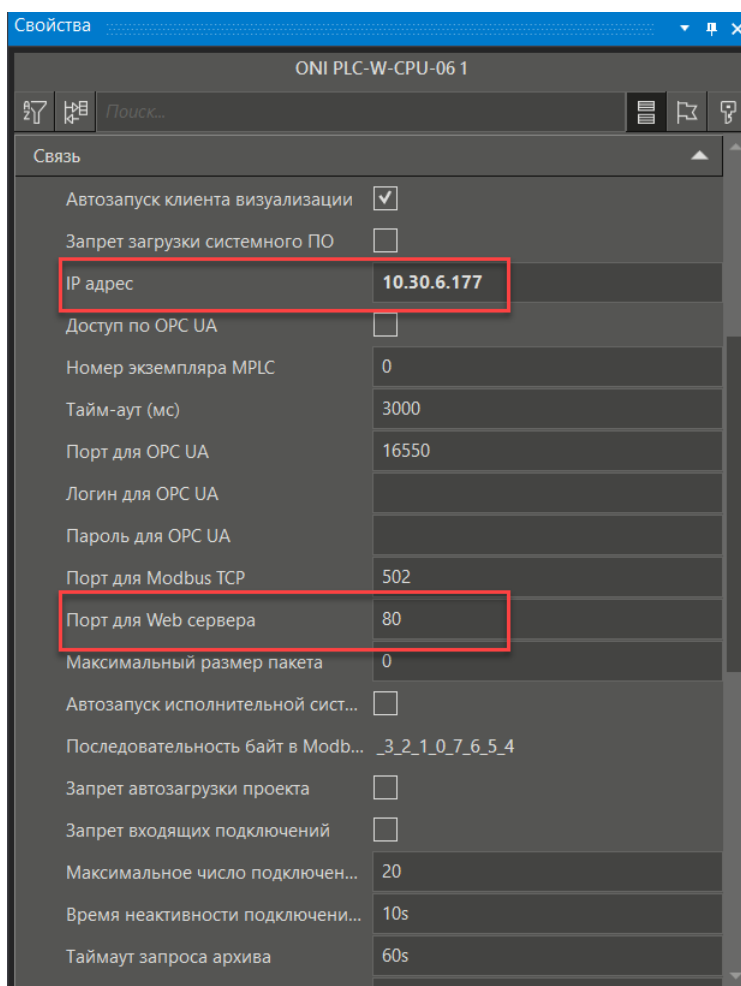 Свойства
ONI PLC-W-CPU-06 1
Поиск...
Связь
Автозапуск клиента визуализации
Запрет загрузки системного ПО
IP адрес 10.30.6.177
Доступ по OPC UA
Номер экземпляра MPLC 0
Тайм-аут (мс) 3000
Порт для OPC UA 16550
Логин для OPC UA
Пароль для OPC UA
Порт для Modbus TCP 502
Порт для Web сервера 80
Максимальный размер пакета 0
Автозапуск исполнительной сист...
Последовательность байт в Modb... _3_2_1_0_7_6_5_4
Запрет автозагрузки проекта
Запрет входящих подключений
Максимальное число подключен... 20
Время неактивности подключени... 10s
Таймаут запроса архива 60s